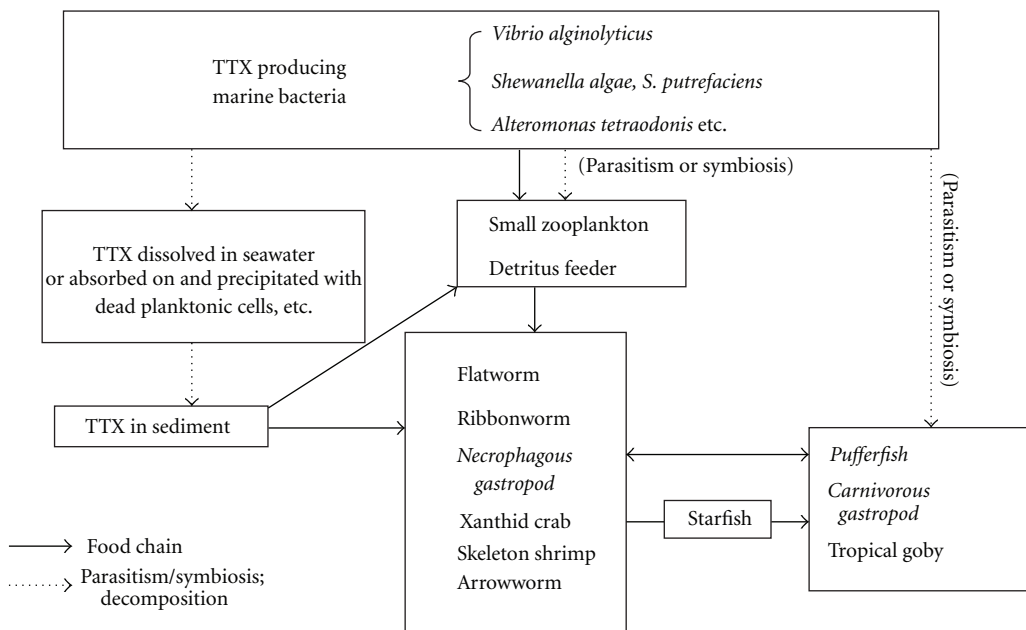 TTX producing
marine bacteria
Vibrio alginolyticus
Shewanella algae, S. putrefaciens
Alteromonas tetraodonis etc.
(Parasitism or symbiosis)
(Parasitism or symbiosis)
TTX dissolved in seawater
or absorbed on and precipitated with
dead planktonic cells, etc.
Small zooplankton
Detritus feeder
TTX in sediment
Flatworm
Ribbonworm
Necrophagous
gastropod
Xanthid crab
Skeleton shrimp
Arrowworm
Starfish
Pufferfish
Carnivorous
gastropod
Tropical goby
Food chain
Parasitism/symbiosis;
decomposition